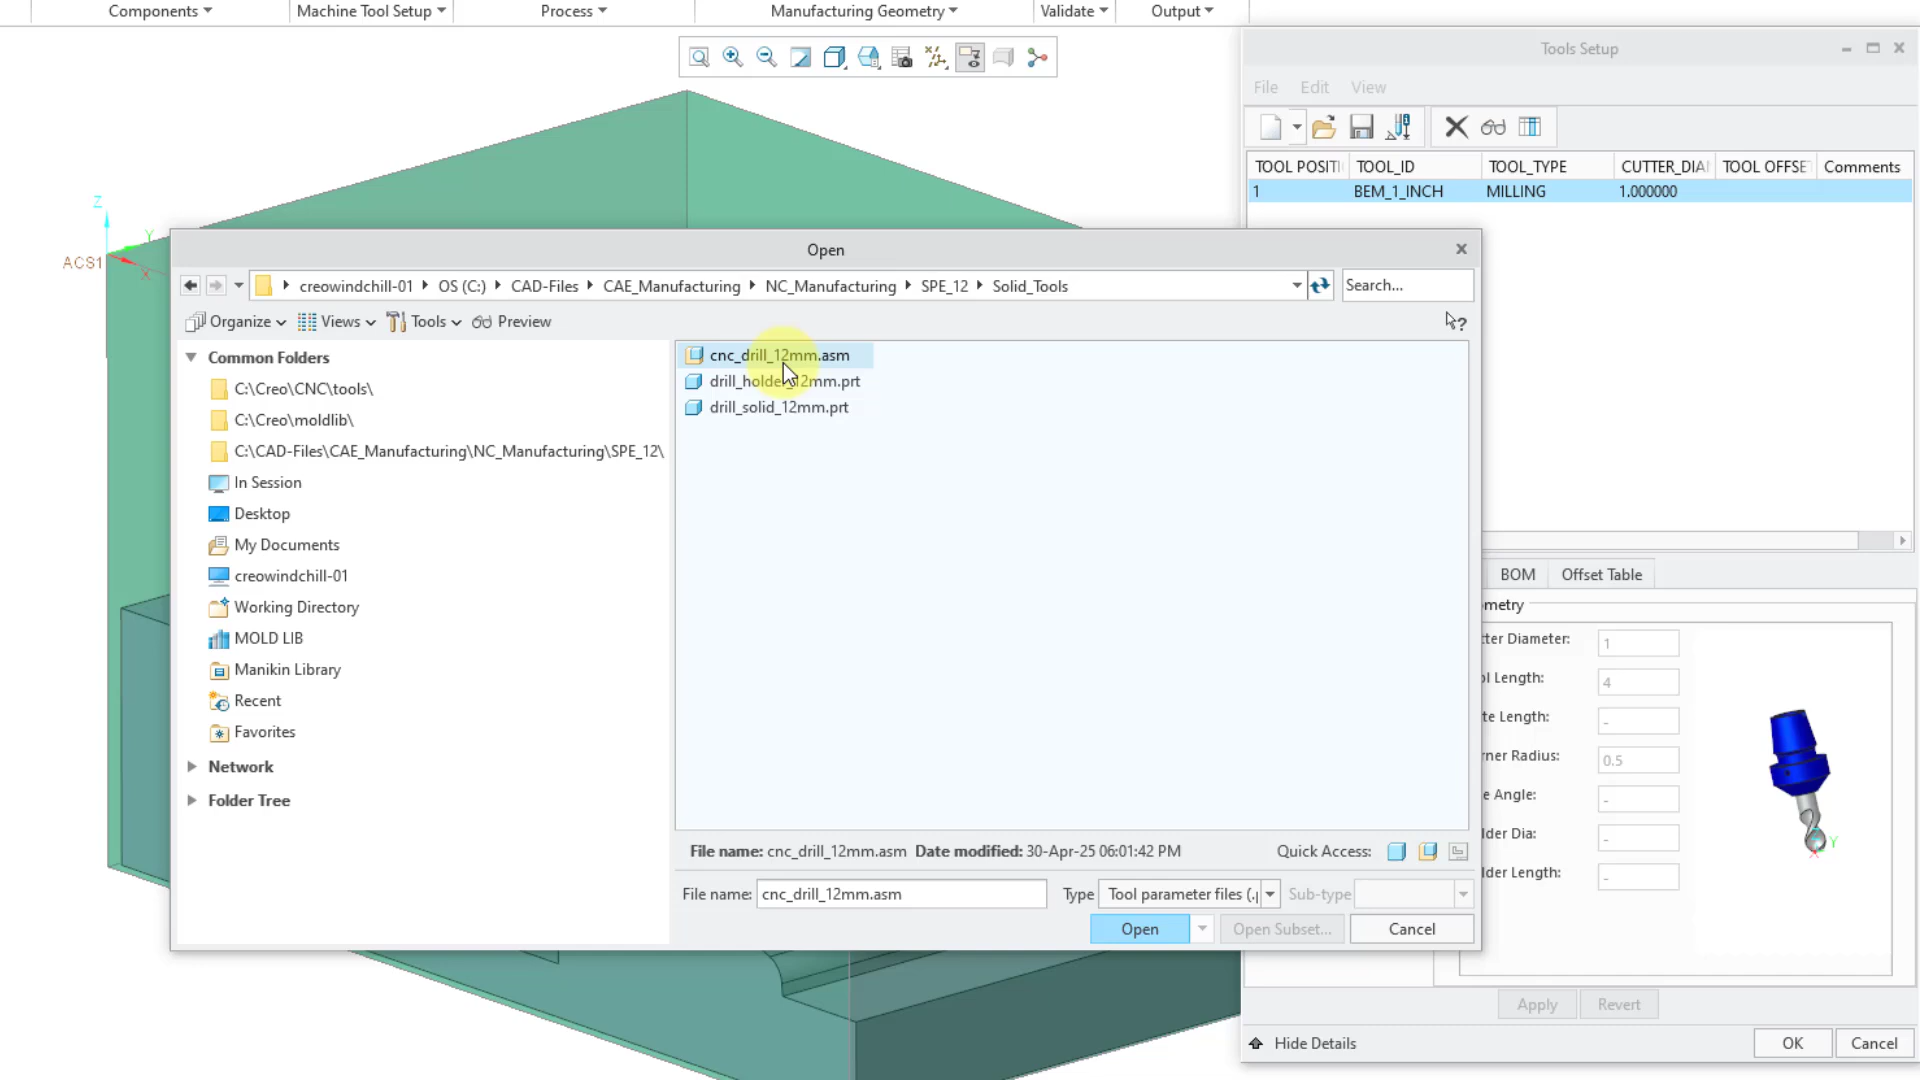 Components
Machine Tool Setup
Process
Manufacturing Geometry
Validate
Output
Tools Setup
File Edit View
TOOL POSITI TOOL_ID TOOL_TYPE CUTTER_DIA TOOL OFFSE Comments
1 BEM_1_INCH MILLING 1.000000
Z
Y
X
ACS1
Open
creowindchill-01 OS (C:) CAD-Files CAE_Manufacturing NC_Manufacturing SPE_12 Solid_Tools
Search...
Organize Views Tools Preview
Common Folders
C:\Creo\CNC\tools\
C:\Creo\moldlib\
C:\CAD-Files\CAE_Manufacturing\NC_Manufacturing\SPE_12\
In Session
Desktop
My Documents
creowindchill-01
Working Directory
MOLD LIB
Manikin Library
Recent
Favorites
Network
Folder Tree
cnc_drill_12mm.asm
drill_holder_12mm.prt
drill_solid_12mm.prt
File name: cnc_drill_12mm.asm Date modified: 30-Apr-25 06:01:42 PM
Quick Access:
File name: cnc_drill_12mm.asm
Type Tool parameter files (.
Sub-type
Open Open Subset... Cancel
BOM Offset Table
metry
tter Diameter: 1
ol Length: 4
te Length: -
ner Radius: 0.5
e Angle: -
lder Dia: -
lder Length: -
Y
X
Apply Revert
Hide Details
OK Cancel